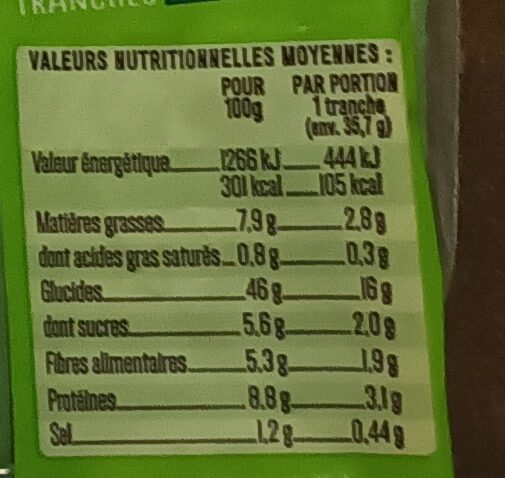 TRANCHES
VALEURS NUTRITIONNELLES MOYENNES :
POUR 100g PAR PORTION 1 tranche (env. 35,7 g)
Valeur énergétique 1266 kJ 444 kJ
301 kcal 105 kcal
Matières grasses 7,9 g 2,8 g
dont acides gras saturés 0,8 g 0,3 g
Glucides 46 g 16 g
dont sucres 5,6 g 2,0 g
Fibres alimentaires 5,3 g 1,9 g
Protéines 8,8 g 3,1 g
Sel 1,2 g 0,44 g